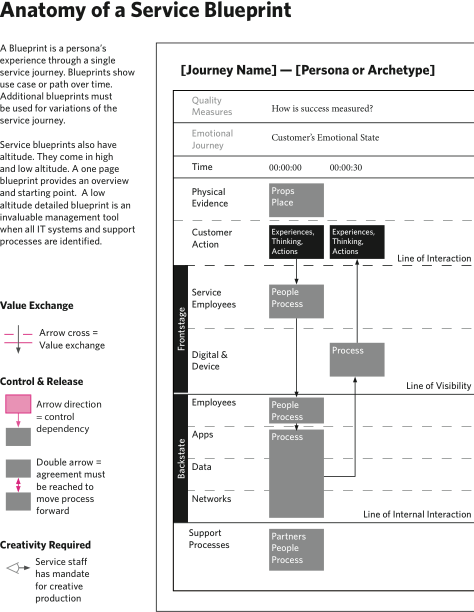 Anatomy of a Service Blueprint
A Blueprint is a persona's
experience through a single
service journey. Blueprints show
use case or path over time.
Additional blueprints must
be used for variations of the
service journey.
Service blueprints also have
altitude. They come in high
and low altitude. A one page
blueprint provides an overview
and starting point. A low
altitude detailed blueprint is an
invaluable management tool
when all IT systems and support
processes are identified.
Value Exchange
Arrow cross =
Value exchange
Control & Release
Arrow direction
= control
dependency
Double arrow =
agreement must
be reached to
move process
forward
Creativity Required
Service staff
has mandate
for creative
production
[Journey Name] — [Persona or Archetype]
Quality
Measures
How is success measured?
Emotional
Journey
Customer's Emotional State
Time
00:00:00
00:00:30
Physical
Evidence
Props
Place
Customer
Action
Experiences,
Thinking,
Actions
Experiences,
Thinking,
Actions
Line of Interaction
Frontstage
Service
Employees
People
Process
Digital &
Device
Process
Line of Visibility
Backstate
Employees
People
Process
Apps
Process
Data
Networks
Line of Internal Interaction
Support
Processes
Partners
People
Process